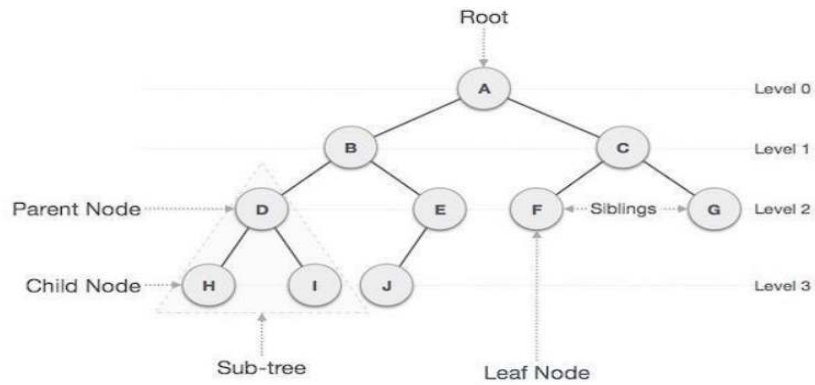 Root
A
Level 0
B
C
Level 1
Parent Node
D
E
F
Siblings
G
Level 2
Child Node
H
I
J
Level 3
Sub-tree
Leaf Node